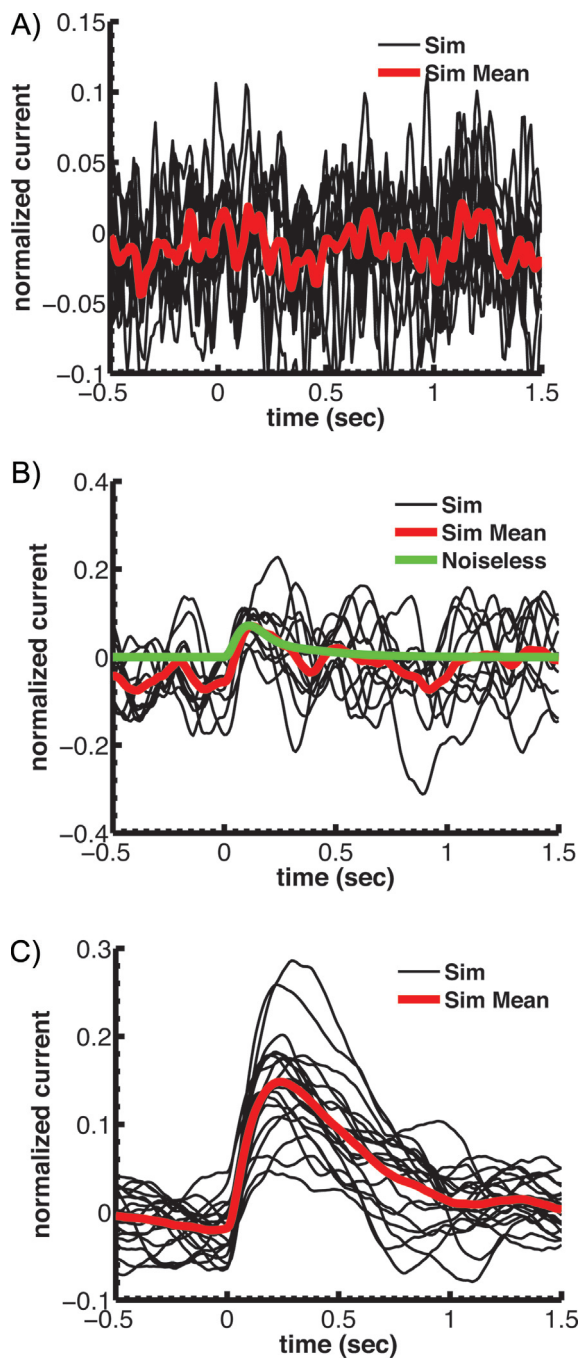 A)
0.15
0.1
0.05
0
−0.05
−0.1
normalized current
Sim
Sim Mean
−0.5 0 0.5 1 1.5
time (sec)
B)
0.4
0.2
0
−0.2
−0.4
normalized current
Sim
Sim Mean
Noiseless
−0.5 0 0.5 1 1.5
time (sec)
C)
0.3
0.2
0.1
0
−0.1
normalized current
Sim
Sim Mean
−0.5 0 0.5 1 1.5
time (sec)